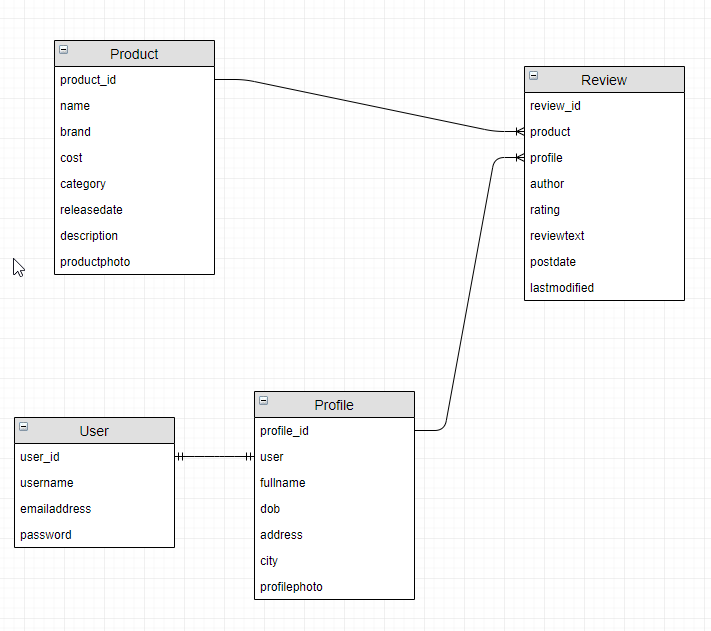 Product
product_id
name
brand
cost
category
releasedate
description
productphoto
Review
review_id
product
profile
author
rating
reviewtext
postdate
lastmodified
User
user_id
username
emailaddress
password
Profile
profile_id
user
fullname
dob
address
city
profilephoto